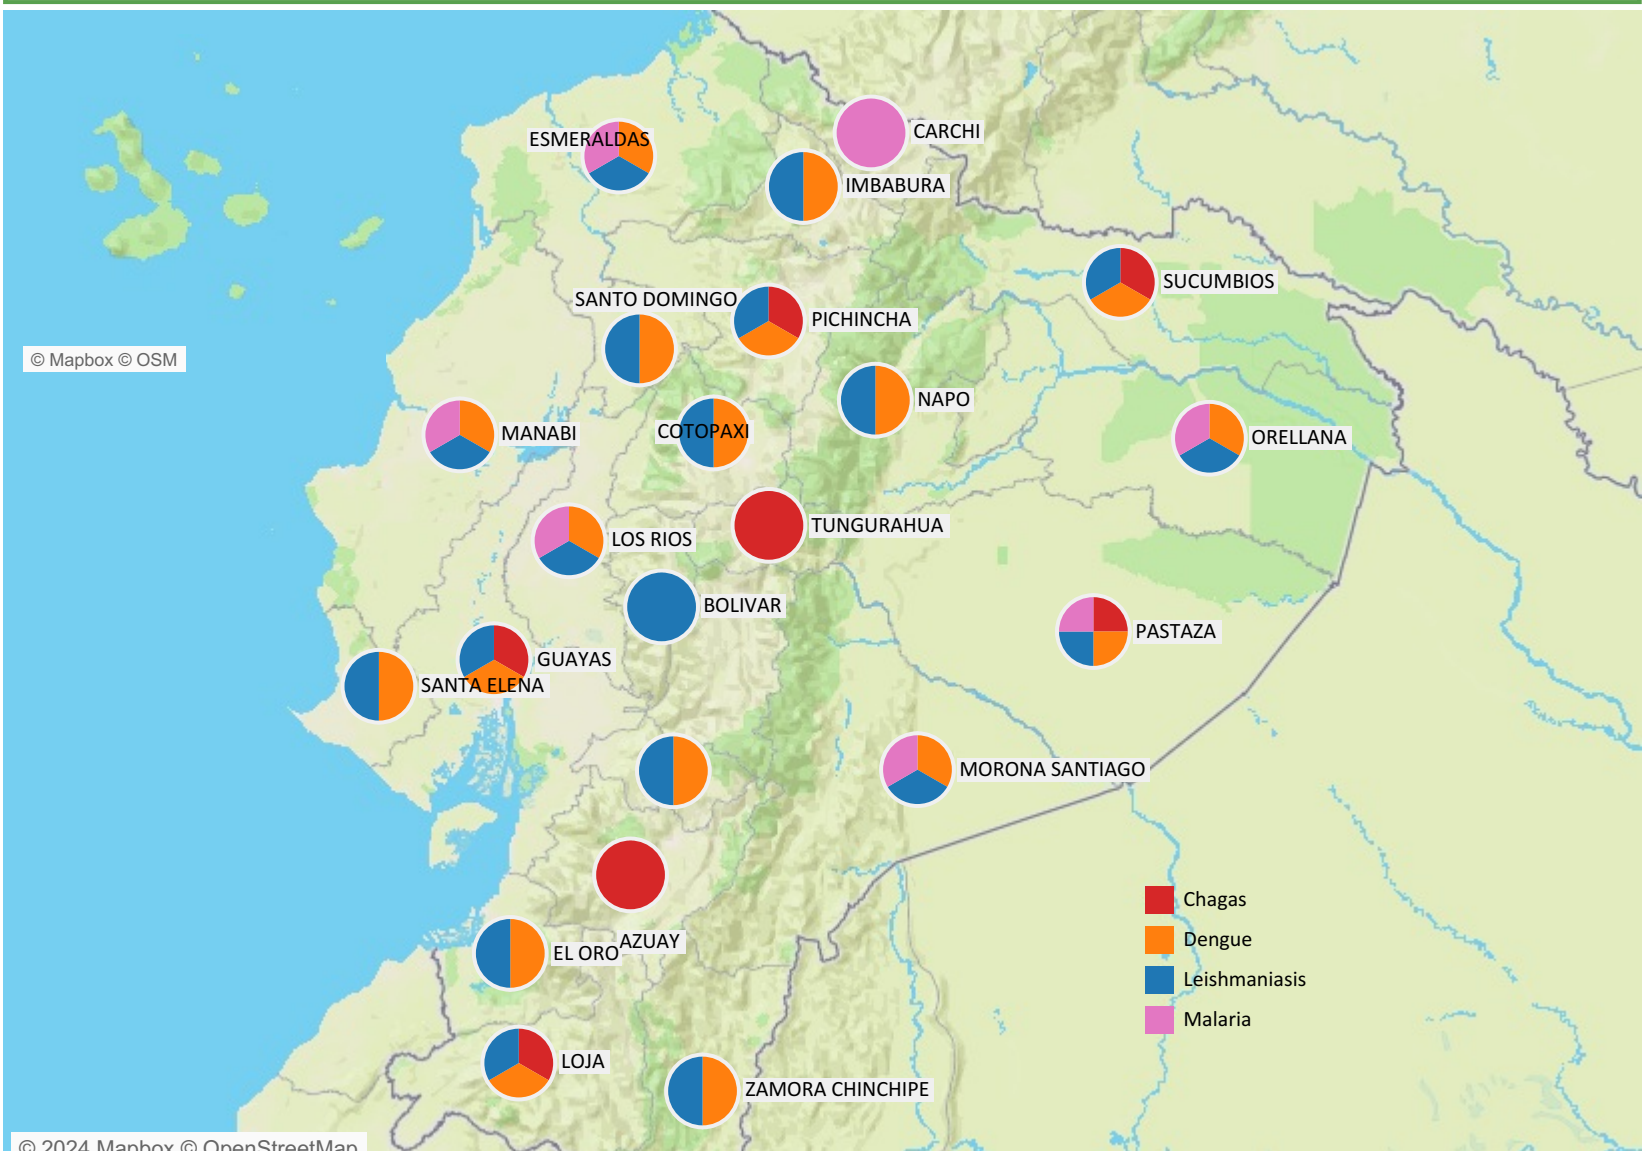 CARCHI
ESMERALDAS
IMBABURA
SUCUMBIOS
SANTO DOMINGO
PICHINCHA
© Mapbox © OSM
NAPO
MANABI
COTOPAXI
ORELLANA
TUNGURAHUA
LOS RIOS
BOLIVAR
PASTAZA
GUAYAS
SANTA ELENA
MORONA SANTIAGO
Chagas
Dengue
Leishmaniasis
Malaria
AZUAY
EL ORO
LOJA
ZAMORA CHINCHIPE
© 2024 Mapbox © OpenStreetMap